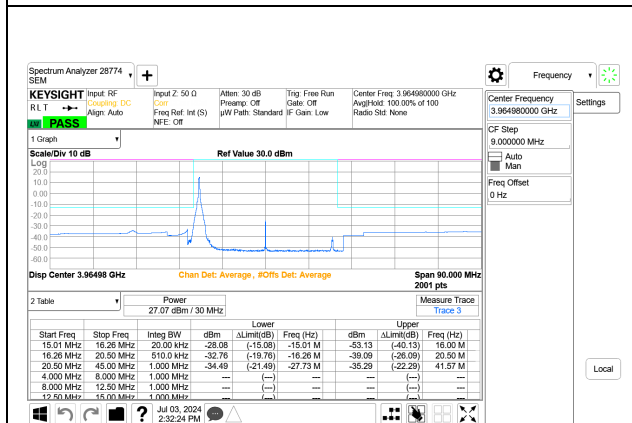 Spectrum Analyzer 28774
SEM
+
Frequency
KEYSIGHT Input: RF Input Z: 50 Ω Atten: 30 dB Trig: Free Run Center Freq: 3.964980000 GHz
RLT Coupling: DC Corr Preamp: Off Gate: Off Avg|Hold: 100.00% of 100
Align: Auto Freq Ref: Int (S) µW Path: Standard IF Gain: Low Radio Std: None
PASS NFE: Off
Center Frequency
3.964980000 GHz
Settings
CF Step
9.000000 MHz
Auto
Man
Freq Offset
0 Hz
Local
1 Graph
Scale/Div 10 dB Ref Value 30.0 dBm
Log
20.0
10.0
0.00
-10.0
-20.0
-30.0
-40.0
-50.0
-60.0
Disp Center 3.96498 GHz Chan Det: Average, #Offs Det: Average Span 90.000 MHz
2001 pts
2 Table Power Measure Trace
27.07 dBm / 30 MHz Trace 3
Lower Upper
Start Freq Stop Freq Integ BW dBm ΔLimit(dB) Freq (Hz) dBm ΔLimit(dB) Freq (Hz)
15.01 MHz 16.26 MHz 20.00 kHz -28.08 (-15.08) -15.01 M -53.13 (-40.13) 16.00 M
16.26 MHz 20.50 MHz 510.0 kHz -32.76 (-19.76) -16.26 M -39.09 (-26.09) 20.50 M
20.50 MHz 45.00 MHz 1.000 MHz -34.49 (-21.49) -27.73 M -35.29 (-22.29) 41.57 M
4.000 MHz 8.000 MHz 1.000 MHz --- (---) --- --- (---) ---
8.000 MHz 12.50 MHz 1.000 MHz --- (---) --- --- (---) ---
12.50 MHz 15.00 MHz 1.000 MHz --- (---) --- --- (---) ---
? Jul 03, 2024
2:32:24 PM